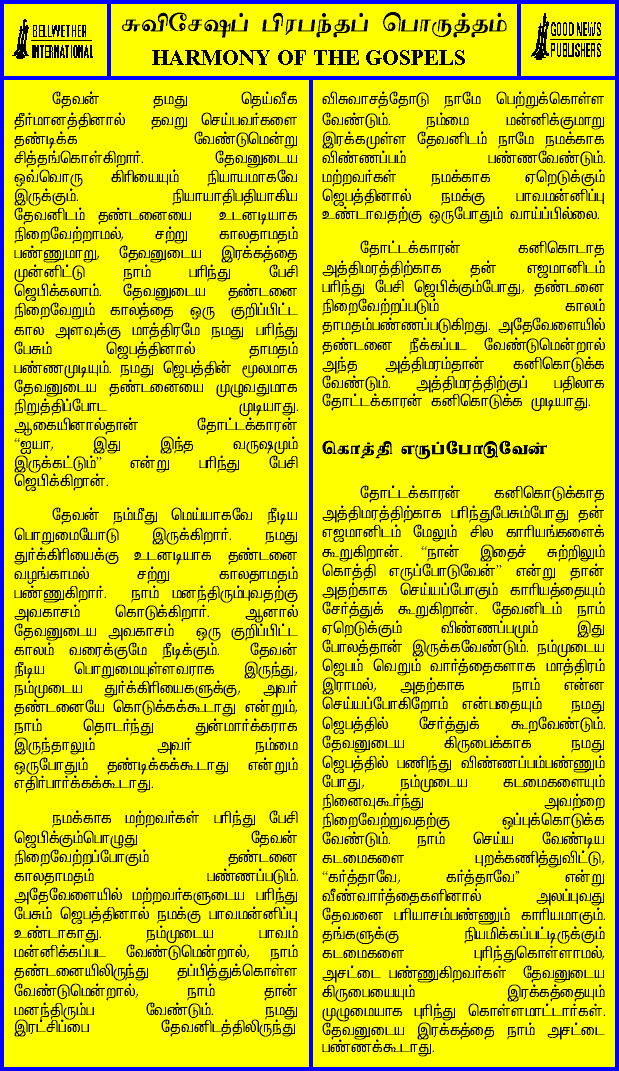 BELLWETHER
INTERNATIONAL
சுவிசேஷப் பிரபந்தப் பொருத்தம்
HARMONY OF THE GOSPELS
GOOD NEWS
PUBLISHERS
தேவன் தமது தெய்வீக
தீர்மானத்தினால் தவறு செய்பவர்களை
தண்டிக்க வேண்டுமென்று
சித்தங்கொள்கிறார். தேவனுடைய
ஒவ்வொரு கிரியையும் நியாயமாகவே
இருக்கும். நியாயாதிபதியாகிய
தேவனிடம் தண்டனையை உடனடியாக
நிறைவேற்றாமல், சற்று காலதாமதம்
பண்ணுமாறு, தேவனுடைய இரக்கத்தை
முன்னிட்டு நாம் பரிந்து பேசி
ஜெபிக்கலாம். தேவனுடைய தண்டனை
நிறைவேறும் காலத்தை ஒரு குறிப்பிட்ட
கால அளவுக்கு மாத்திரமே நமது பரிந்து
பேசும் ஜெபத்தினால் தாமதம்
பண்ணமுடியும். நமது ஜெபத்தின் மூலமாக
தேவனுடைய தண்டனையை முழுவதுமாக
நிறுத்திப்போட முடியாது.
ஆகையினால்தான் தோட்டக்காரன்
“ஐயா, இது இந்த வருஷமும்
இருக்கட்டும்” என்று பரிந்து பேசி
ஜெபிக்கிறான்.
தேவன் நம்மீது மெய்யாகவே நீடிய
பொறுமையோடு இருக்கிறார். நமது
துர்க்கிரியைக்கு உடனடியாக தண்டனை
வழங்காமல் சற்று காலதாமதம்
பண்ணுகிறார். நாம் மனந்திரும்புவதற்கு
அவகாசம் கொடுக்கிறார். ஆனால்
தேவனுடைய அவகாசம் ஒரு குறிப்பிட்ட
காலம் வரைக்குமே நீடிக்கும். தேவன்
நீடிய பொறுமையுள்ளவராக இருந்து,
நம்முடைய துர்க்கிரியைகளுக்கு, அவர்
தண்டனையே கொடுக்கக்கூடாது என்றும்,
நாம் தொடர்ந்து துன்மார்க்கராக
இருந்தாலும் அவர் நம்மை
ஒருபோதும் தண்டிக்கக்கூடாது என்றும்
எதிர்பார்க்கக்கூடாது.
நமக்காக மற்றவர்கள் பரிந்து பேசி
ஜெபிக்கும்பொழுது தேவன்
நிறைவேற்றப்போகும் தண்டனை
காலதாமதம் பண்ணப்படும்.
அதேவேளையில் மற்றவர்களுடைய பரிந்து
பேசும் ஜெபத்தினால் நமக்கு பாவமன்னிப்பு
உண்டாகாது. நம்முடைய பாவம்
மன்னிக்கப்பட வேண்டுமென்றால், நாம்
தண்டனையிலிருந்து தப்பித்துக்கொள்ள
வேண்டுமென்றால், நாம் தான்
மனந்திரும்ப வேண்டும். நமது
இரட்சிப்பை தேவனிடத்திலிருந்து
விசுவாசத்தோடு நாமே பெற்றுக்கொள்ள
வேண்டும். நம்மை மன்னிக்குமாறு
இரக்கமுள்ள தேவனிடம் நாமே நமக்காக
விண்ணப்பம் பண்ணவேண்டும்.
மற்றவர்கள் நமக்காக ஏறெடுக்கும்
ஜெபத்தினால் நமக்கு பாவமன்னிப்பு
உண்டாவதற்கு ஒருபோதும் வாய்ப்பில்லை.
தோட்டக்காரன் கனிகொடாத
அத்திமரத்திற்காக தன் எஜமானிடம்
பரிந்து பேசி ஜெபிக்கும்போது, தண்டனை
நிறைவேற்றப்படும் காலம்
தாமதம்பண்ணப்படுகிறது. அதேவேளையில்
தண்டனை நீக்கப்பட வேண்டுமென்றால்
அந்த அத்திமரம்தான் கனிகொடுக்க
வேண்டும். அத்திமரத்திற்குப் பதிலாக
தோட்டக்காரன் கனிகொடுக்க முடியாது.
கொத்தி எருப்போடுவேன்
தோட்டக்காரன் கனிகொடுக்காத
அத்திமரத்திற்காக பரிந்துபேசும்போது தன்
எஜமானிடம் மேலும் சில காரியங்களைக்
கூறுகிறான். “நான் இதைச் சுற்றிலும்
கொத்தி எருப்போடுவேன்” என்று தான்
அதற்காக செய்யப்போகும் காரியத்தையும்
சேர்த்துக் கூறுகிறான். தேவனிடம் நாம்
ஏறெடுக்கும் விண்ணப்பமும் இது
போலத்தான் இருக்கவேண்டும். நம்முடைய
ஜெபம் வெறும் வார்த்தைகளாக மாத்திரம்
இராமல், அதற்காக நாம் என்ன
செய்யப்போகிறோம் என்பதையும் நமது
ஜெபத்தில் சேர்த்துக் கூறவேண்டும்.
தேவனுடைய கிருபைக்காக நமது
ஜெபத்தில் பணிந்து விண்ணப்பம்பண்ணும்
போது, நம்முடைய கடமைகளையும்
நினைவுகூர்ந்து அவற்றை
நிறைவேற்றுவதற்கு ஒப்புக்கொடுக்க
வேண்டும். நாம் செய்ய வேண்டிய
கடமைகளை புறக்கணித்துவிட்டு,
“கர்த்தாவே, கர்த்தாவே” என்று
வீண்வார்த்தைகளினால் அலப்புவது
தேவனை பரியாசம்பண்ணும் காரியமாகும்.
தங்களுக்கு நியமிக்கப்பட்டிருக்கும்
கடமைகளை புரிந்துகொள்ளாமல்,
அசட்டை பண்ணுகிறவர்கள் தேவனுடைய
கிருபையையும் இரக்கத்தையும்
முழுமையாக புரிந்து கொள்ளமாட்டார்கள்.
தேவனுடைய இரக்கத்தை நாம் அசட்டை
பண்ணக்கூடாது.